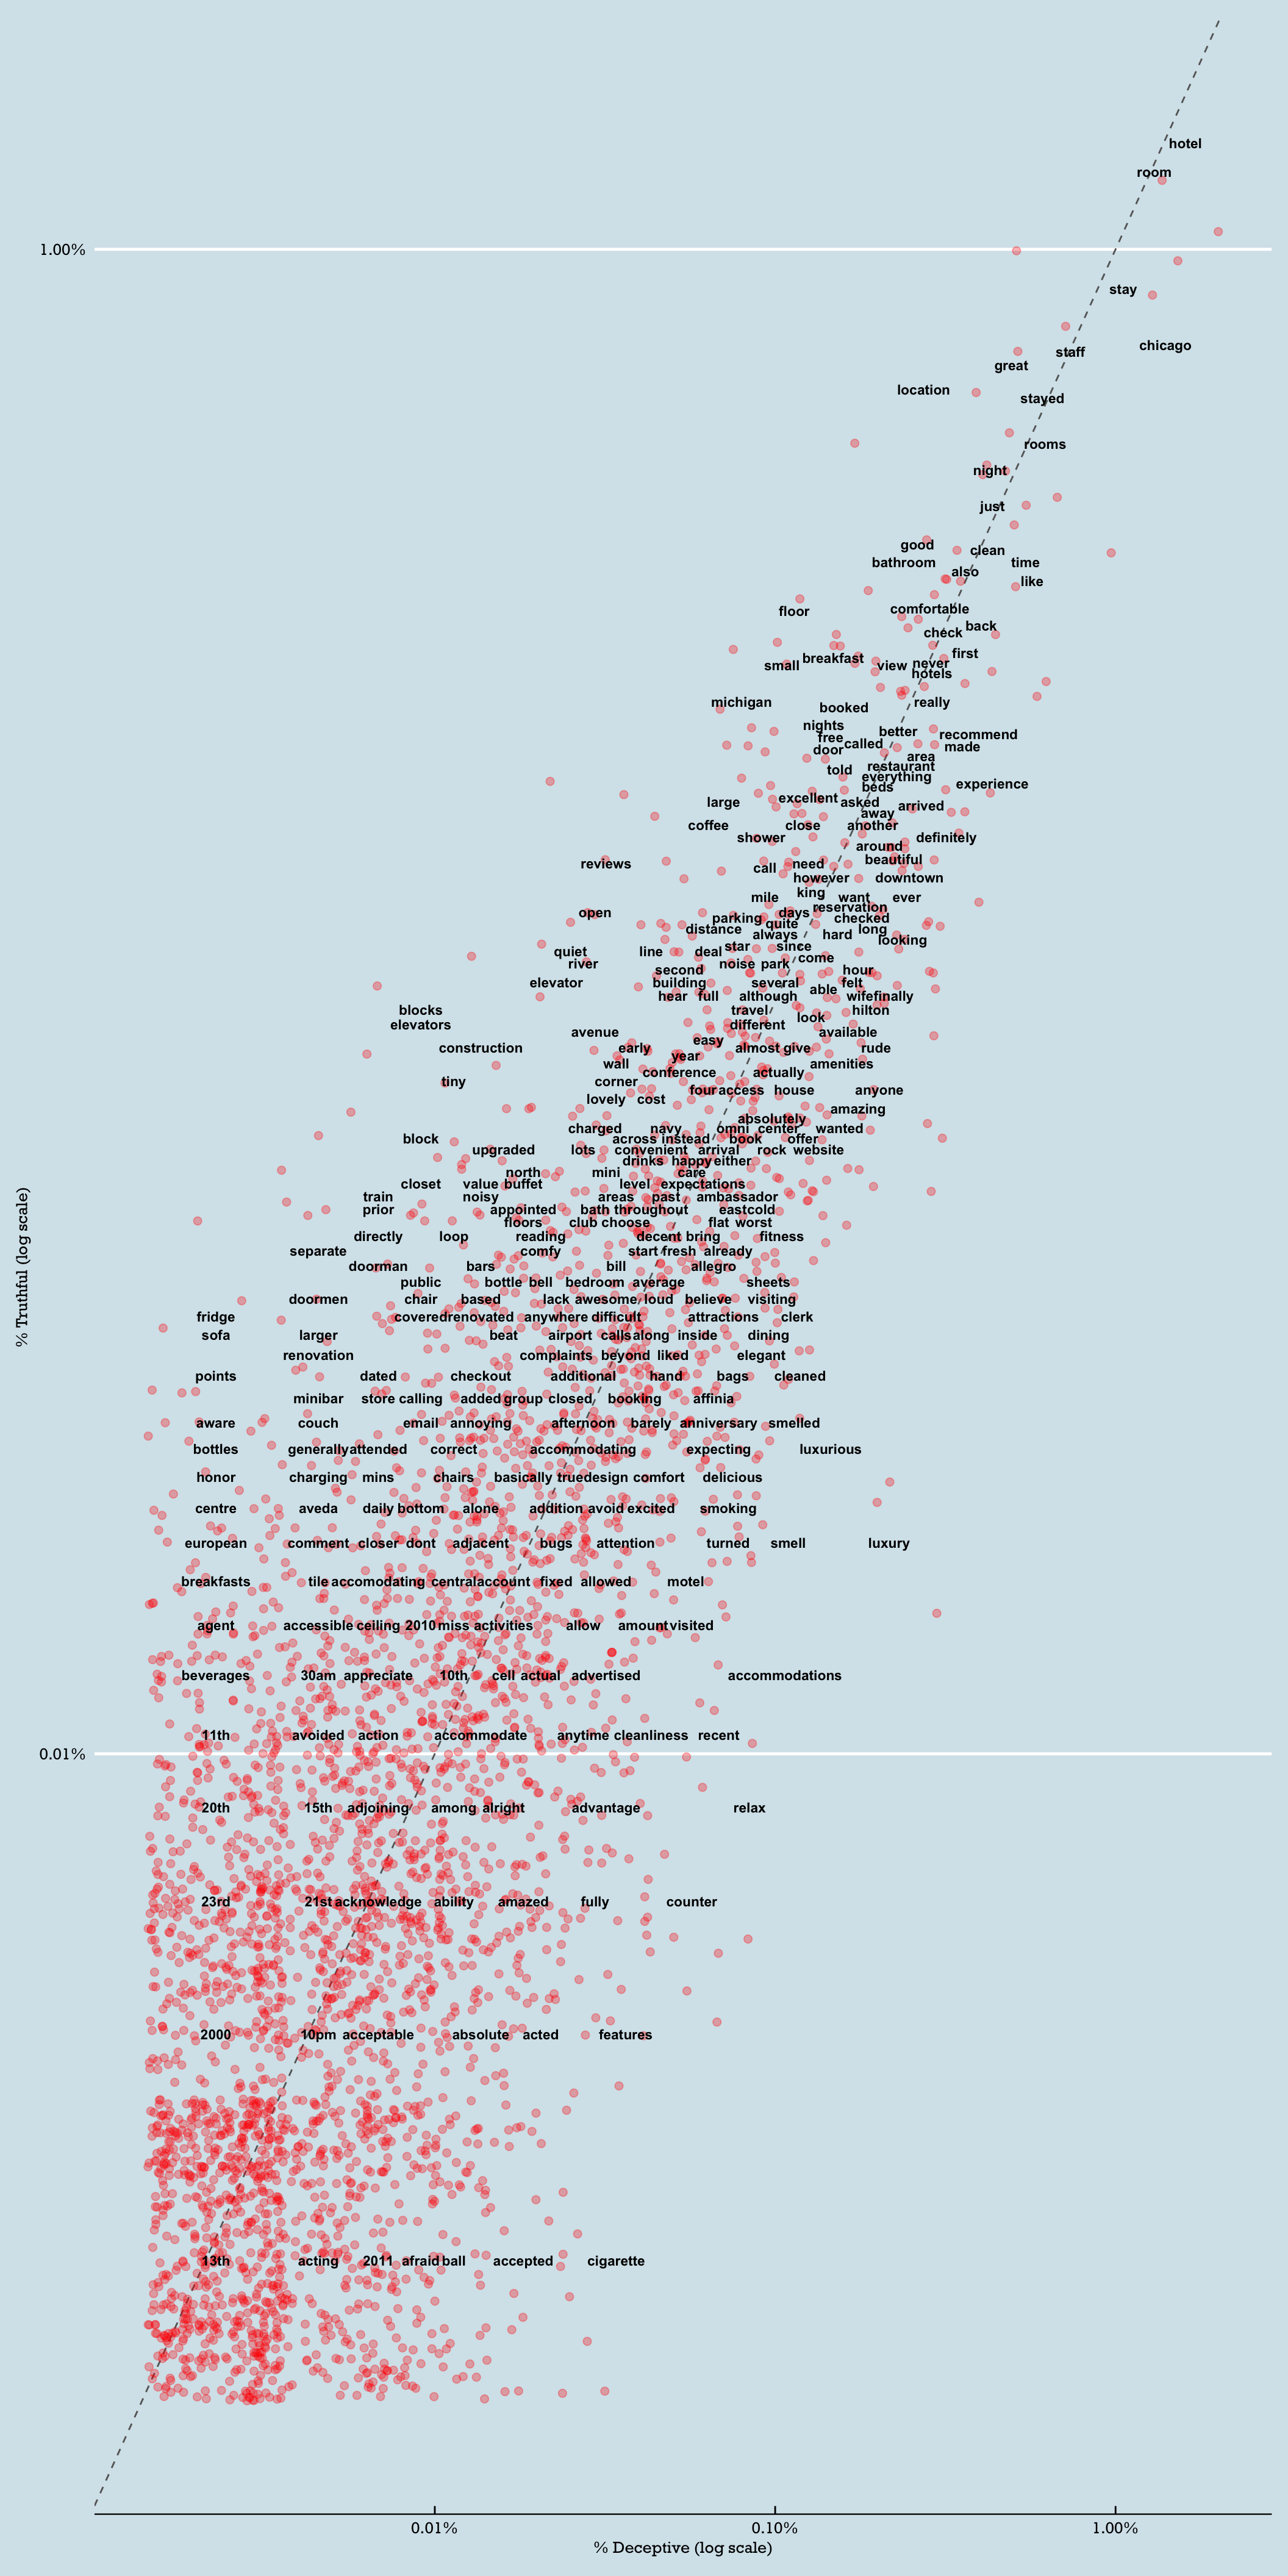 hotel
room
1.00%
stay
chicago
staff
great
location
stayed
rooms
night
just
good
clean
bathroom
time
also
like
comfortable
floor
back
check
first
breakfast
never
small
view
hotels
michigan
really
booked
nights
better
recommend
free
called
made
door
area
restaurant
told
everything
experience
beds
excellent
large
asked
arrived
away
coffee
close
another
shower
definitely
around
beautiful
reviews
need
call
however
downtown
king
mile
want
ever
reservation
open
days
parking
checked
quite
distance
long
always
hard
looking
star
since
quiet
line
deal
come
river
noise
park
second
hour
elevator
building
several
felt
able
hear
full
although
wifefinally
blocks
travel
hilton
look
elevators
different
avenue
available
easy
construction
early
almost give
rude
year
wall
actually
amenities
conference
tiny
corner
four access
house
anyone
lovely
cost
amazing
absolutely
charged
navy
omni
center
wanted
block
across instead
book
offer
upgraded
lots
convenient
arrival
rock
website
drinks
happy either
north
mini
care
closet
value buffet
level
expectations
train
noisy
areas
past
ambassador
prior
appointed
bath throughout
eastcold
floors
club choose
flat
worst
directly
loop
reading
decent bring
fitness
separate
comfy
start fresh
already
doorman
bars
bill
allegro
public
bottle
bell
bedroom
average
sheets
doormen
chair
based
lack
awesome
loud
believe
visiting
fridge
coveredrenovated
anywhere difficult
attractions
clerk
sofa
larger
beat
airport
calls along
inside
dining
renovation
complaints
beyond
liked
elegant
points
dated
checkout
additional
hand
bags
cleaned
minibar
store calling
added group
closed
booking
affinia
aware
couch
email
annoying
afternoon
barely
anniversary
smelled
bottles
generallyattended
correct
accommodating
expecting
luxurious
honor
charging
mins
chairs
basically
truedesign
comfort
delicious
centre
aveda
daily bottom
alone
addition avoid excited
smoking
european
comment
closer
dont
adjacent
bugs
attention
turned
smell
luxury
breakfasts
tile accomodating
centralaccount
fixed
allowed
motel
agent
accessible ceiling
2010 miss
activities
allow
amount visited
beverages
30am
appreciate
10th
cell
actual
advertised
accommodations
11th
avoided
action
accommodate
anytime
cleanliness
recent
0.01%
20th
15th
adjoining
among
alright
advantage
relax
23rd
21st acknowledge
ability
amazed
fully
counter
2000
10pm
acceptable
absolute
acted
features
13th
acting
2011
afraid ball
accepted
cigarette
% Truthful (log scale)
0.01%
0.10%
1.00%
% Deceptive (log scale)